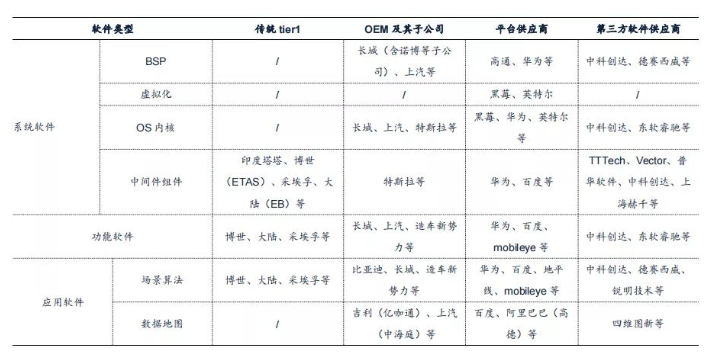 软件类型 传统 tier1 OEM 及其子公司 平台供应商 第三方软件供应商
系统软件
BSP / 长城（含诺博等子公
司）、上汽等 高通、华为等 中科创达、德赛西威等
虚拟化 / / 黑莓、英特尔 /
OS 内核 / 长城、上汽、特斯拉等 黑莓、华为、英特尔
等 中科创达、东软睿驰等
中间件组件 印度塔塔、博世
（ETAS）、采埃孚、大
陆（EB）等 特斯拉等 华为、百度等 TTTech、Vector、普
华软件、中科创达、上
海赫千等
功能软件 博世、大陆、采埃孚等 长城、上汽、造车新势
力等 华为、百度、
mobileye 等 中科创达、东软睿驰等
应用软件
场景算法 博世、大陆、采埃孚等 比亚迪、长城、造车新
势力等 华为、百度、地平
线、mobileye 等 中科创达、德赛西威、
锐明技术等
数据地图 / 吉利（亿咖通）、上汽
（中海庭）等 百度、阿里巴巴（高
德）等 四维图新等